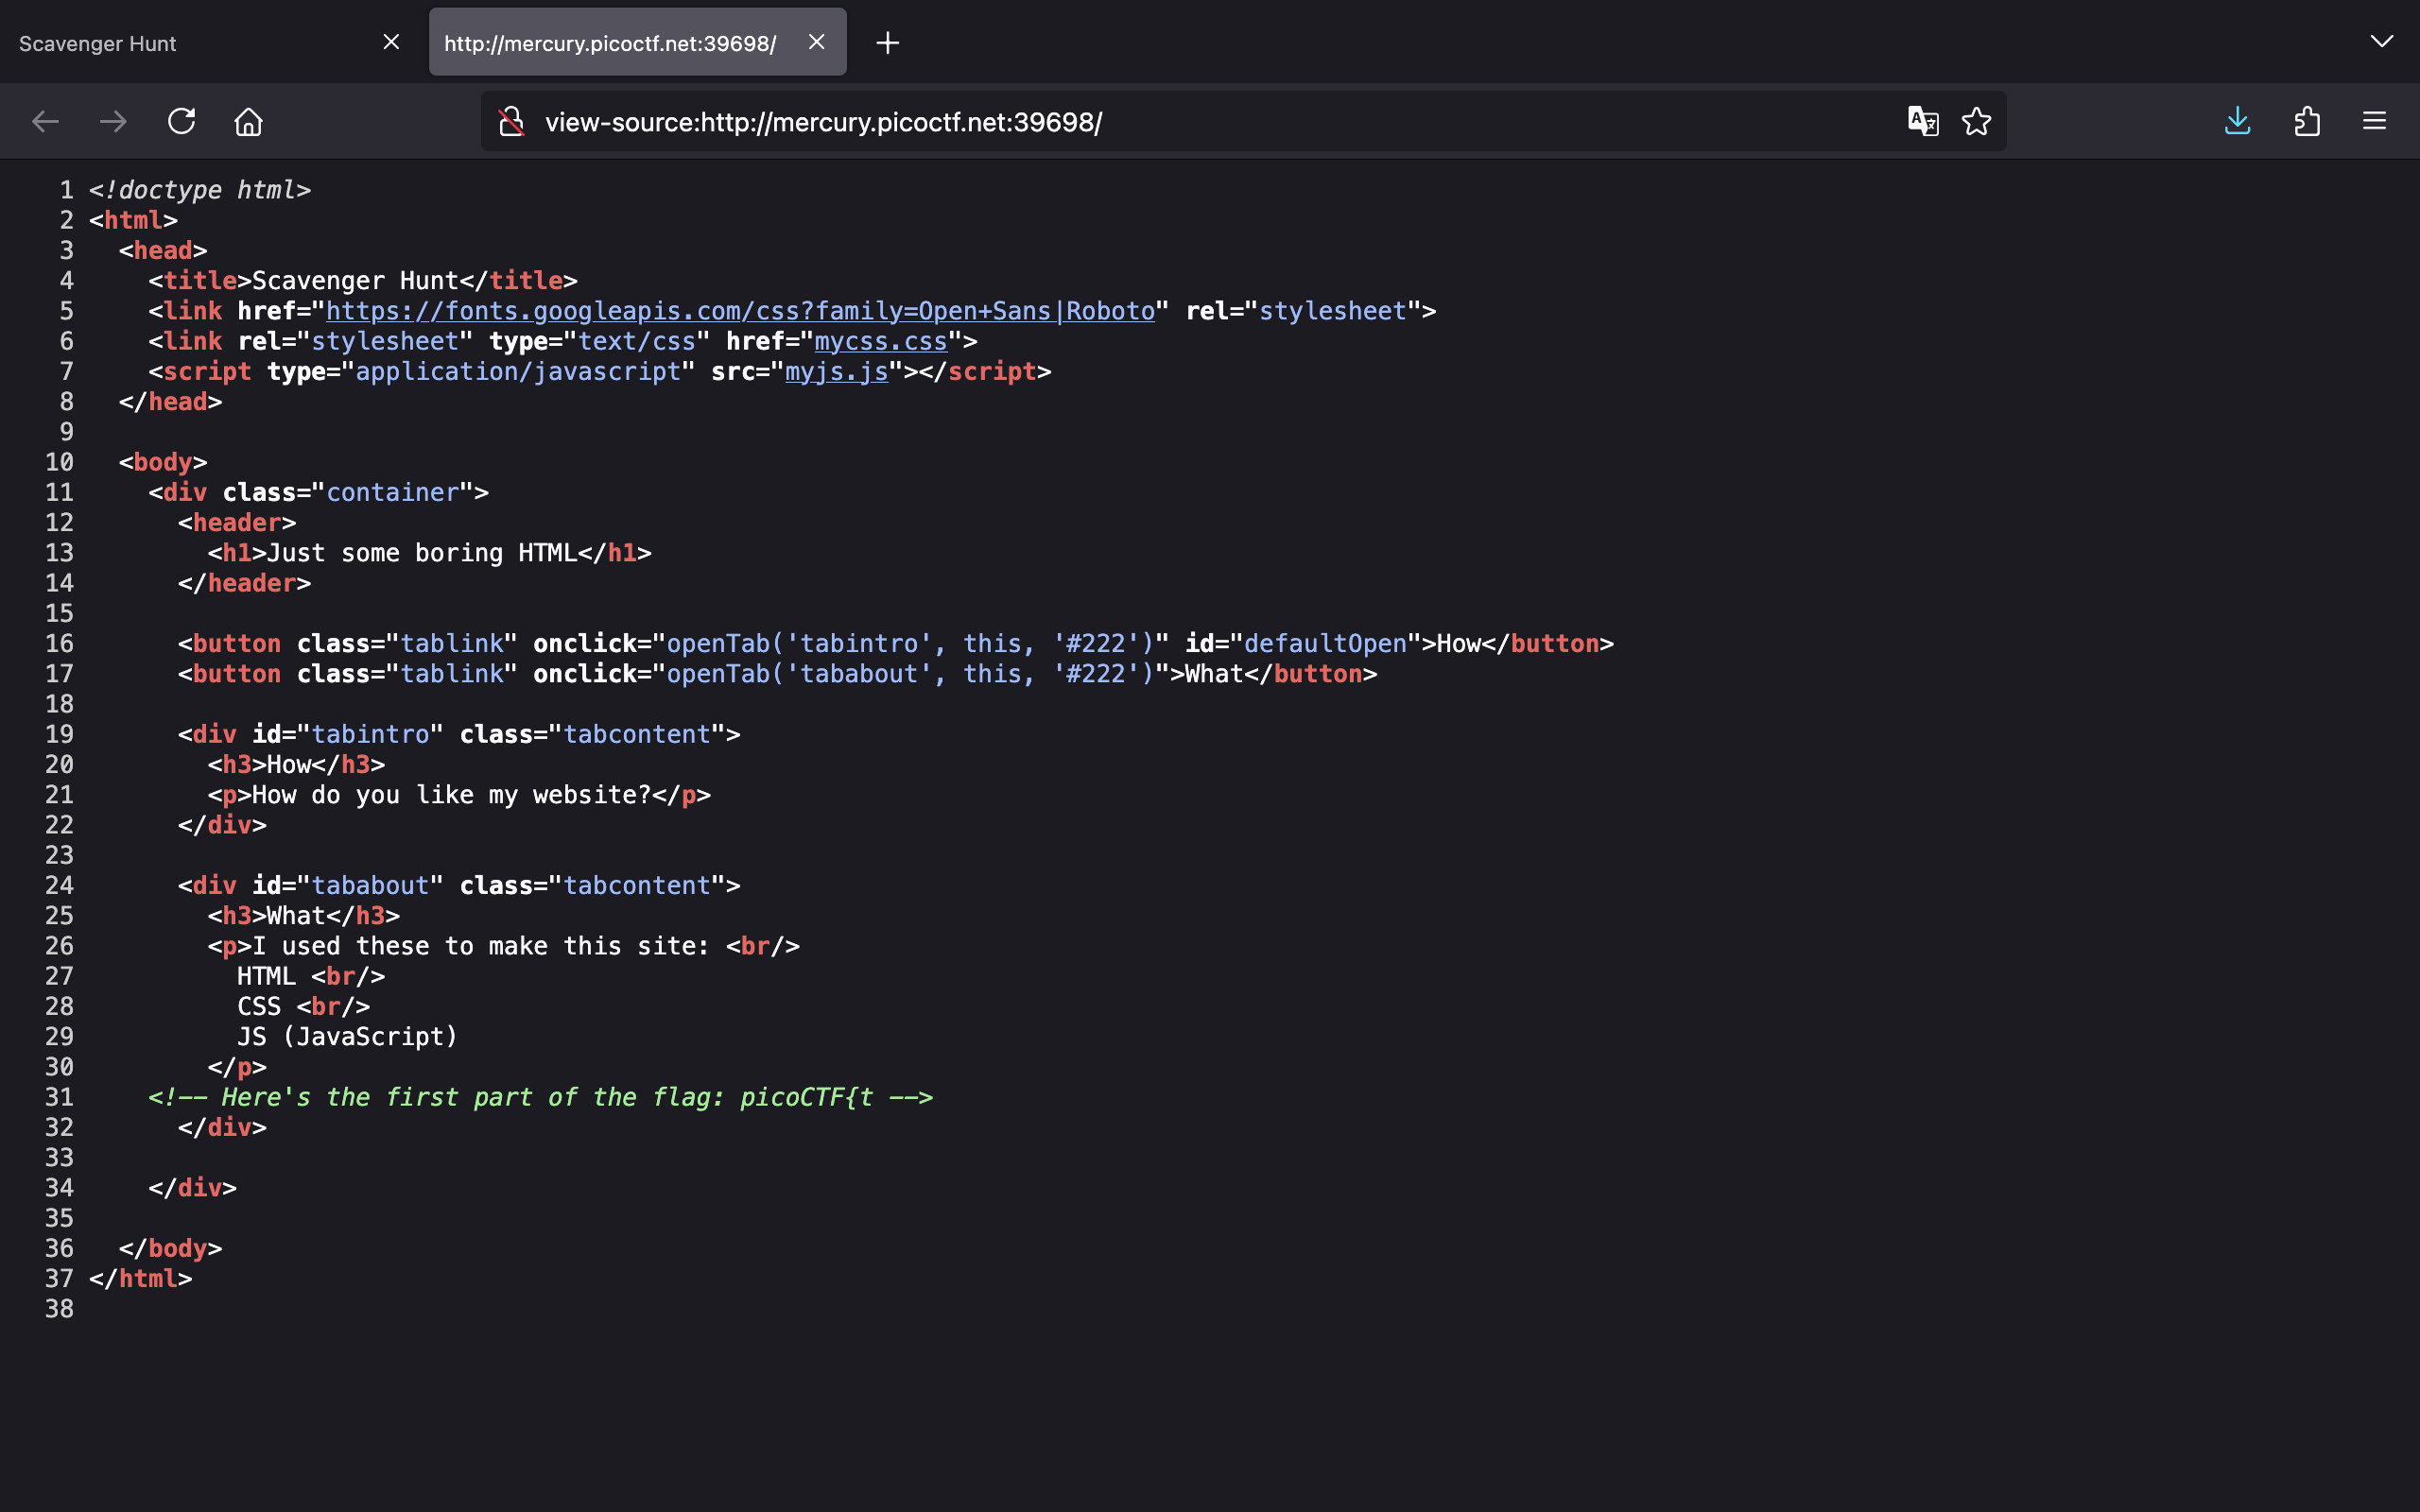 Scavenger Hunt
http://mercury.picoctf.net:39698/
view-source:http://mercury.picoctf.net:39698/
1 <!doctype html>
2 <html>
3   <head>
4     <title>Scavenger Hunt</title>
5     <link href="https://fonts.googleapis.com/css?family=Open+Sans|Roboto" rel="stylesheet">
6     <link rel="stylesheet" type="text/css" href="mycss.css">
7     <script type="application/javascript" src="myjs.js"></script>
8   </head>
9
10   <body>
11     <div class="container">
12       <header>
13         <h1>Just some boring HTML</h1>
14       </header>
15
16       <button class="tablink" onclick="openTab('tabintro', this, '#222')" id="defaultOpen">How</button>
17       <button class="tablink" onclick="openTab('tababout', this, '#222')">What</button>
18
19       <div id="tabintro" class="tabcontent">
20         <h3>How</h3>
21         <p>How do you like my website?</p>
22       </div>
23
24       <div id="tababout" class="tabcontent">
25         <h3>What</h3>
26         <p>I used these to make this site: <br/>
27           HTML <br/>
28           CSS <br/>
29           JS (JavaScript)
30         </p>
31     <!-- Here's the first part of the flag: picoCTF{t -->
32       </div>
33
34     </div>
35
36   </body>
37 </html>
38